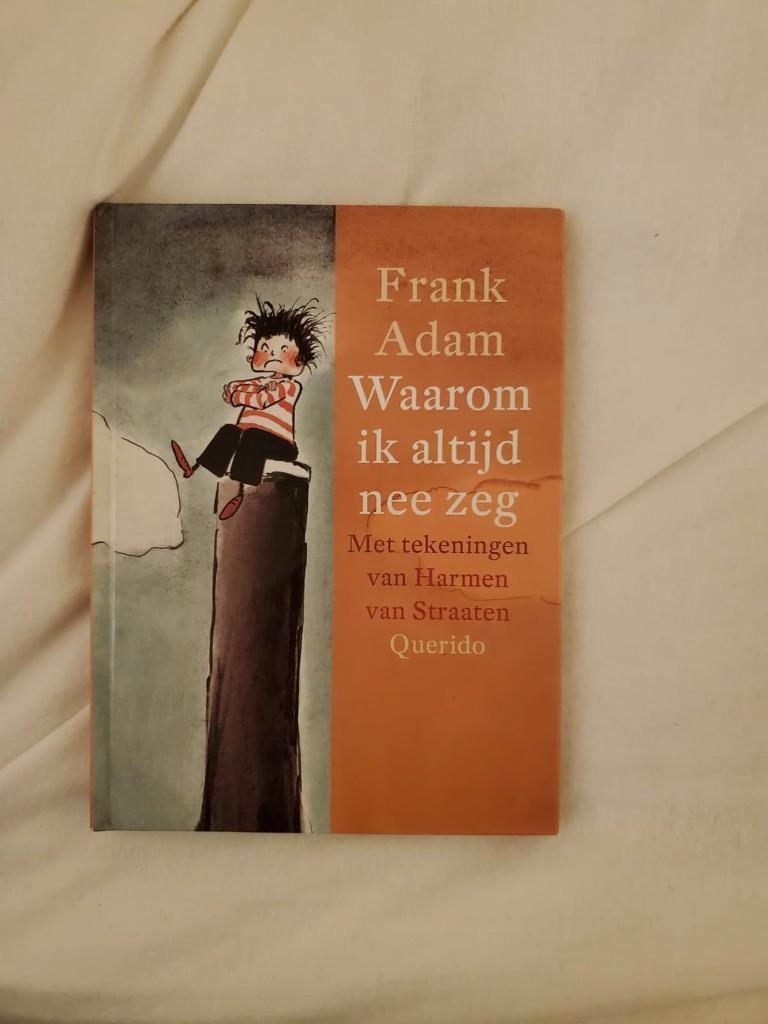 Frank
Adam
Waarom
ik altijd
nee zeg
Met tekeningen
van Harmen
van Straaten
Querido